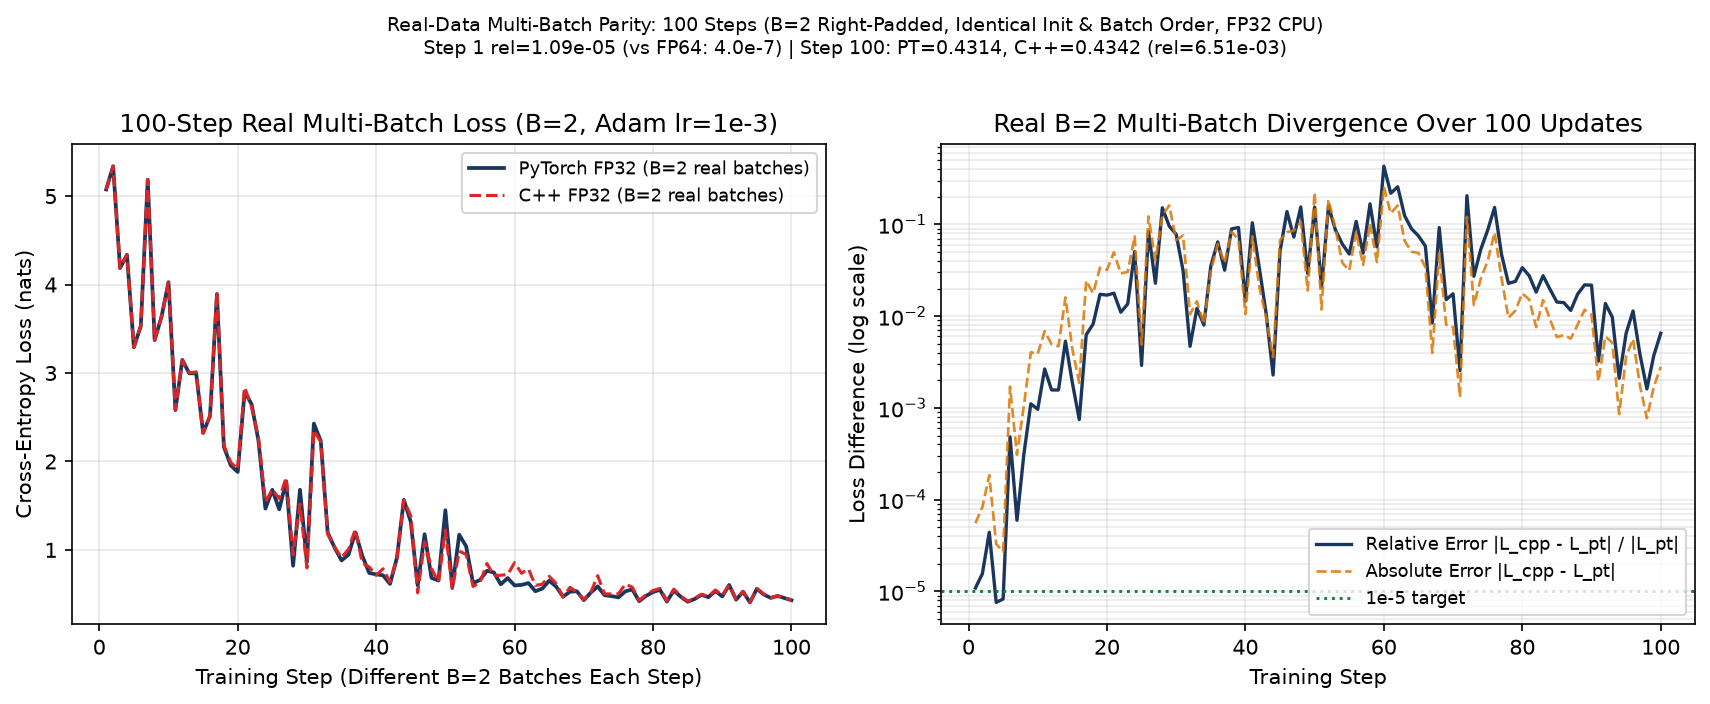 Real-Data Multi-Batch Parity: 100 Steps (B=2 Right-Padded, Identical Init & Batch Order, FP32 CPU)
Step 1 rel=1.09e-05 (vs FP64: 4.0e-7) | Step 100: PT=0.4314, C++=0.4342 (rel=6.51e-03)
100-Step Real Multi-Batch Loss (B=2, Adam lr=1e-3)
Cross-Entropy Loss (nats)
5
4
3
2
1
PyTorch FP32 (B=2 real batches)
C++ FP32 (B=2 real batches)
0 20 40 60 80 100
Training Step (Different B=2 Batches Each Step)
Real B=2 Multi-Batch Divergence Over 100 Updates
Loss Difference (log scale)
10⁻¹
10⁻²
10⁻³
10⁻⁴
10⁻⁵
Relative Error |L_cpp - L_pt| / |L_pt|
Absolute Error |L_cpp - L_pt|
1e-5 target
0 20 40 60 80 100
Training Step